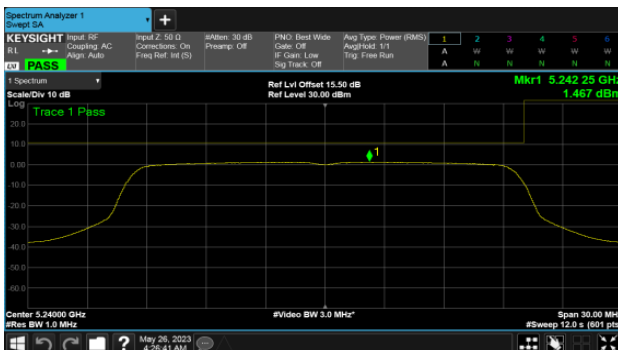 Spectrum Analyzer 1
Swept SA
+
KEYSIGHT Input: RF Input Z: 50 Ω #Atten: 30 dB PNO: Best Wide Avg Type: Power (RMS) 1 2 3 4 5 6
RL Coupling: AC Corrections: On Preamp: Off Gate: Off Avg|Hold: 1/1 A W W W W W
Align: Auto Freq Ref: Int (S) IF Gain: Low Trig: Free Run
LXI PASS Sig Track: Off A N N N N N
1 Spectrum Ref Lvl Offset 15.50 dB Mkr1 5.242 25 GHz
Scale/Div 10 dB Ref Level 30.00 dBm 1.467 dBm
Log
Trace 1 Pass
20.0
10.0
1
0.00
-10.0
-20.0
-30.0
-40.0
-50.0
-60.0
Center 5.24000 GHz #Video BW 3.0 MHz* Span 30.00 MHz
#Res BW 1.0 MHz #Sweep 12.0 s (601 pts)
? May 26, 2023
4:26:41 AM